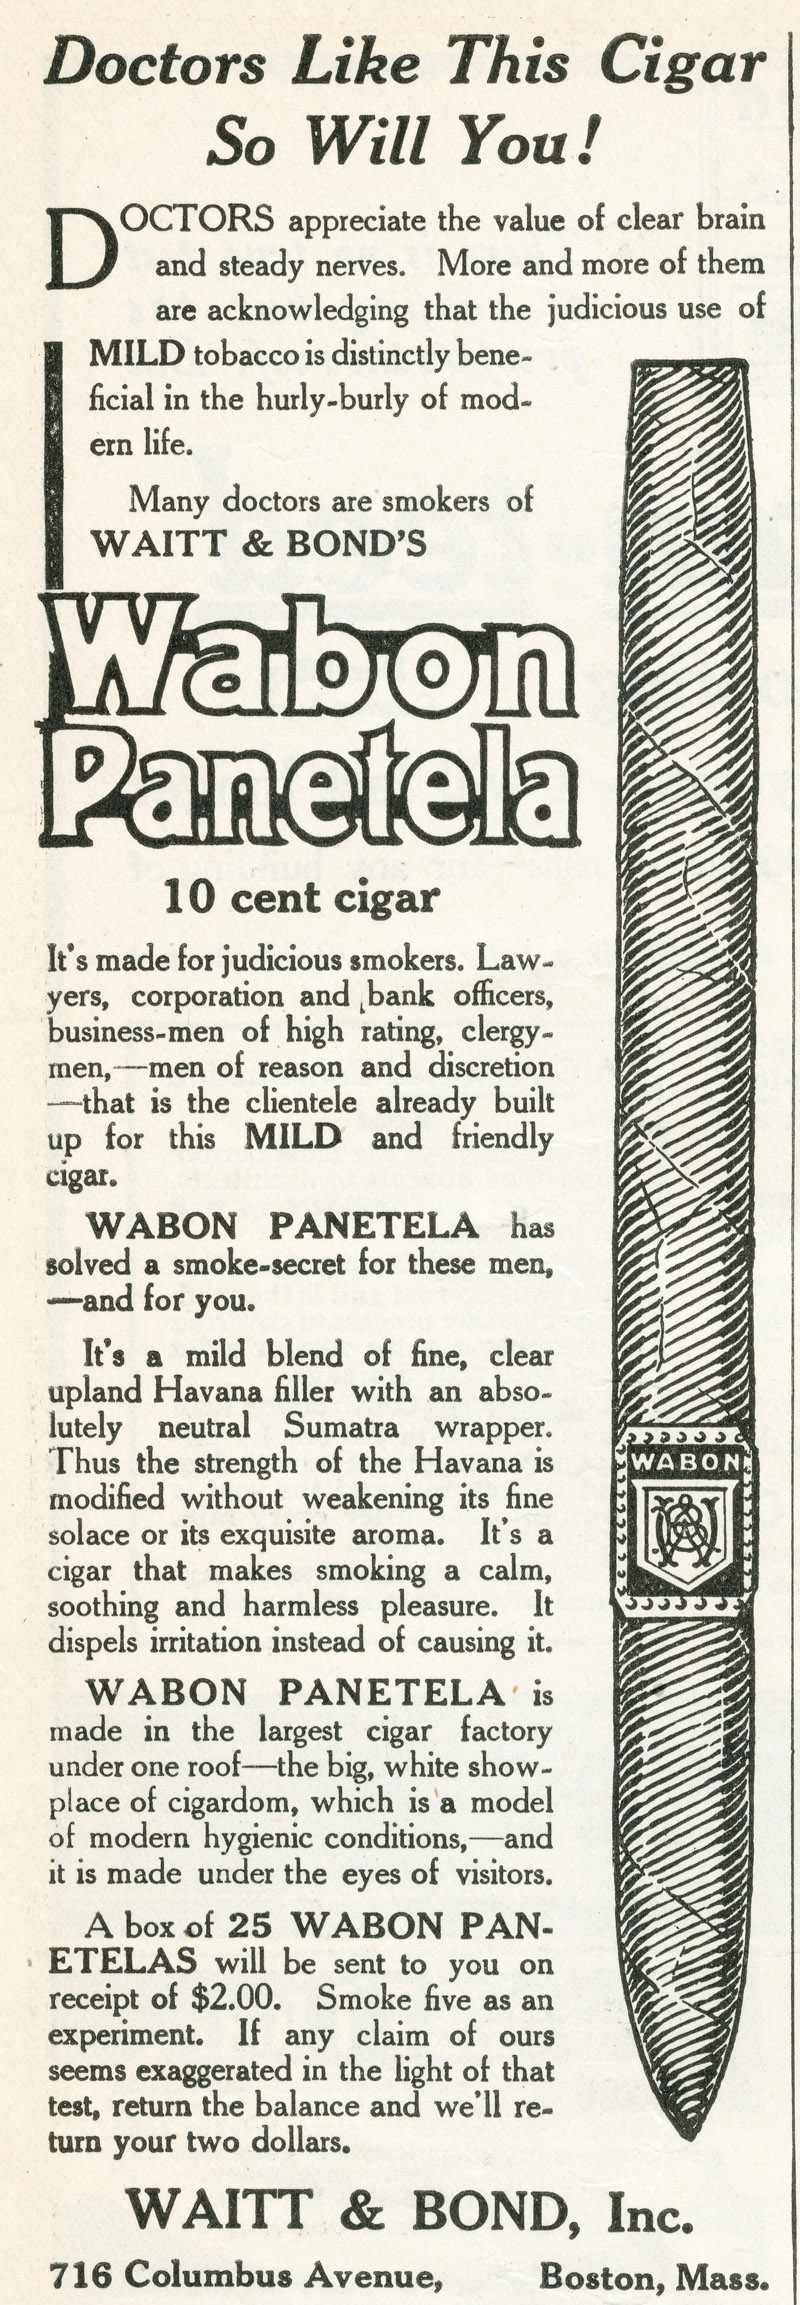 Doctors Like This Cigar
So Will You!
DOCTORS appreciate the value of clear brain
and steady nerves. More and more of them
are acknowledging that the judicious use of
MILD tobacco is distinctly bene-
ficial in the hurly-burly of mod-
ern life.
Many doctors are smokers of
WAITT & BOND'S
Wabon
Panetela
10 cent cigar
It's made for judicious smokers. Law-
yers, corporation and bank officers,
business-men of high rating, clergy-
men,—men of reason and discretion
—that is the clientele already built
up for this MILD and friendly
cigar.
WABON PANETELA has
solved a smoke-secret for these men,
—and for you.
It's a mild blend of fine, clear
upland Havana filler with an abso-
lutely neutral Sumatra wrapper.
Thus the strength of the Havana is
modified without weakening its fine
solace or its exquisite aroma. It's a
cigar that makes smoking a calm,
soothing and harmless pleasure. It
dispels irritation instead of causing it.
WABON PANETELA is
made in the largest cigar factory
under one roof—the big, white show-
place of cigardom, which is a model
of modern hygienic conditions,—and
it is made under the eyes of visitors.
A box of 25 WABON PAN-
ETELAS will be sent to you on
receipt of $2.00. Smoke five as an
experiment. If any claim of ours
seems exaggerated in the light of that
test, return the balance and we'll re-
turn your two dollars.
WABON
WAITT & BOND, Inc.
716 Columbus Avenue, Boston, Mass.